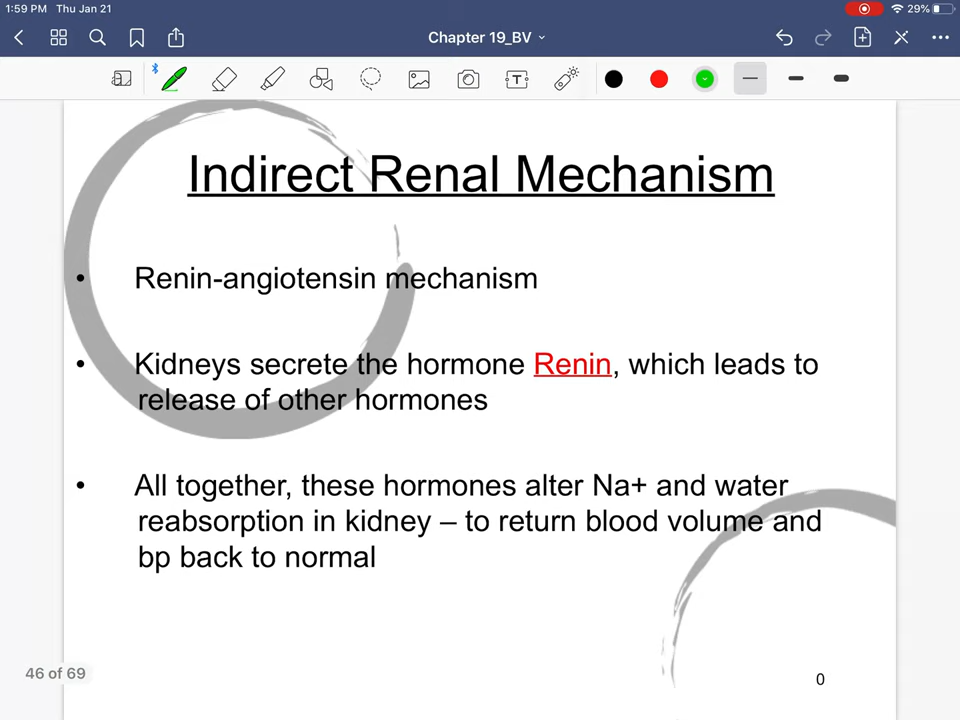 1:59 PM Thu Jan 21
29%
Chapter 19_BV
T
Indirect Renal Mechanism
• Renin-angiotensin mechanism
• Kidneys secrete the hormone Renin, which leads to
release of other hormones
• All together, these hormones alter Na+ and water
reabsorption in kidney – to return blood volume and
bp back to normal
46 of 69
0